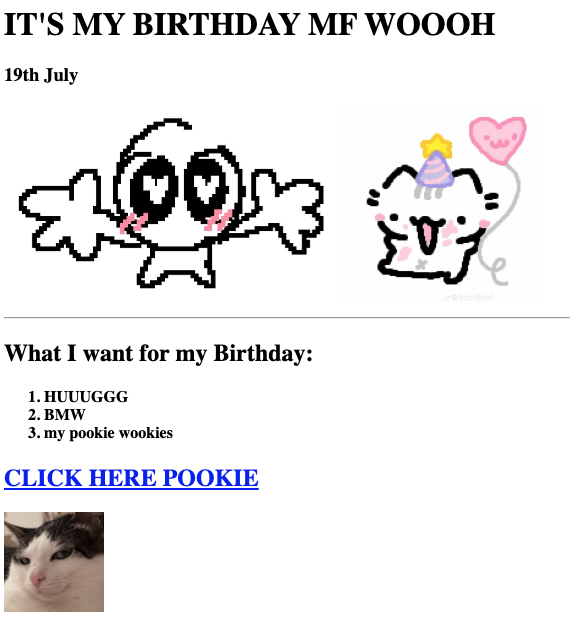 IT'S MY BIRTHDAY MF WOOOH
19th July
What I want for my Birthday:
1. HUUUGGG
2. BMW
3. my pookie wookies
CLICK HERE POOKIE